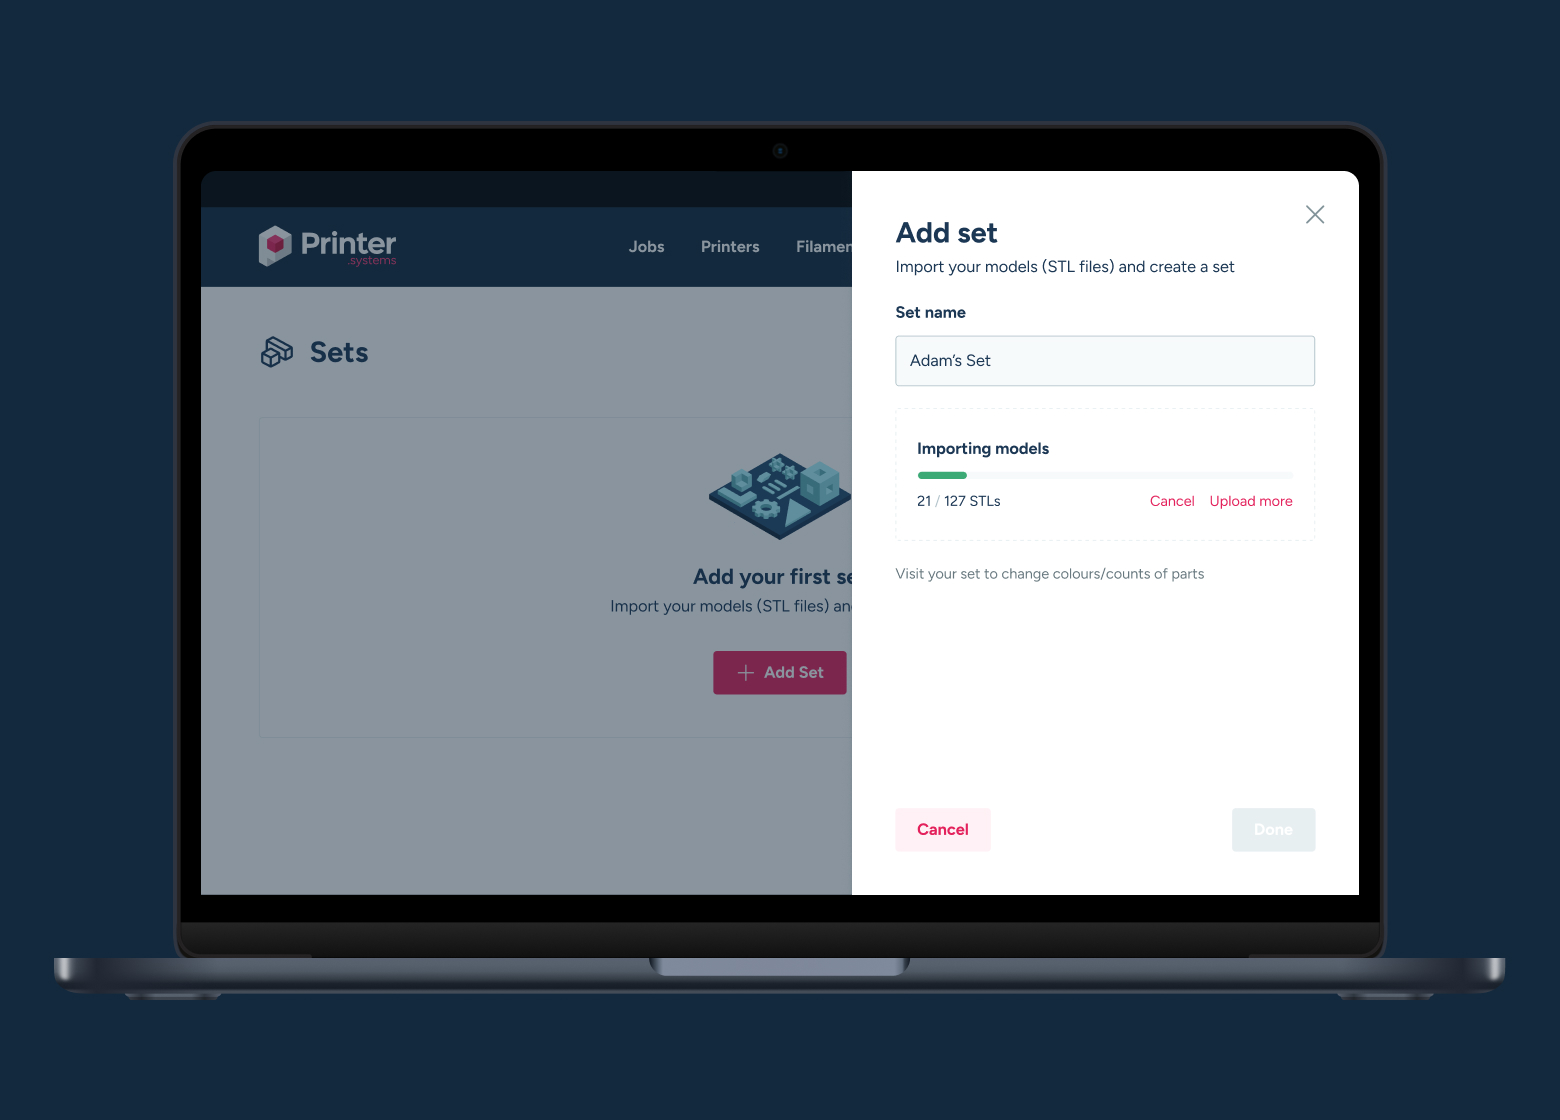 Printer
.systems
Jobs
Printers
Filamen
Sets
Add your first se
Import your models (STL files) an
Add Set
Add set
Import your models (STL files) and create a set
Set name
Adam's Set
Importing models
21 / 127 STLs
Cancel
Upload more
Visit your set to change colours/counts of parts
Cancel
Done